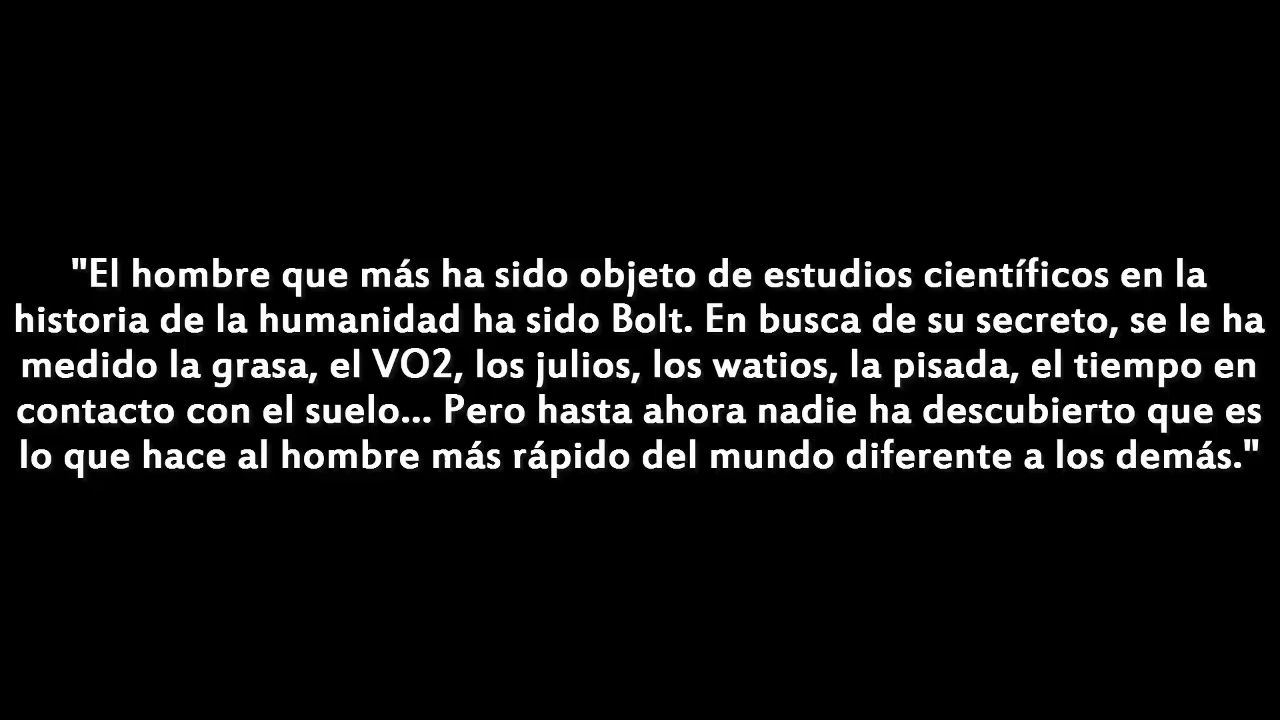 "El hombre que más ha sido objeto de estudios científicos en la
historia de la humanidad ha sido Bolt. En busca de su secreto, se le ha
medido la grasa, el VO2, los julios, los watios, la pisada, el tiempo en
contacto con el suelo... Pero hasta ahora nadie ha descubierto que es
lo que hace al hombre más rápido del mundo diferente a los demás."